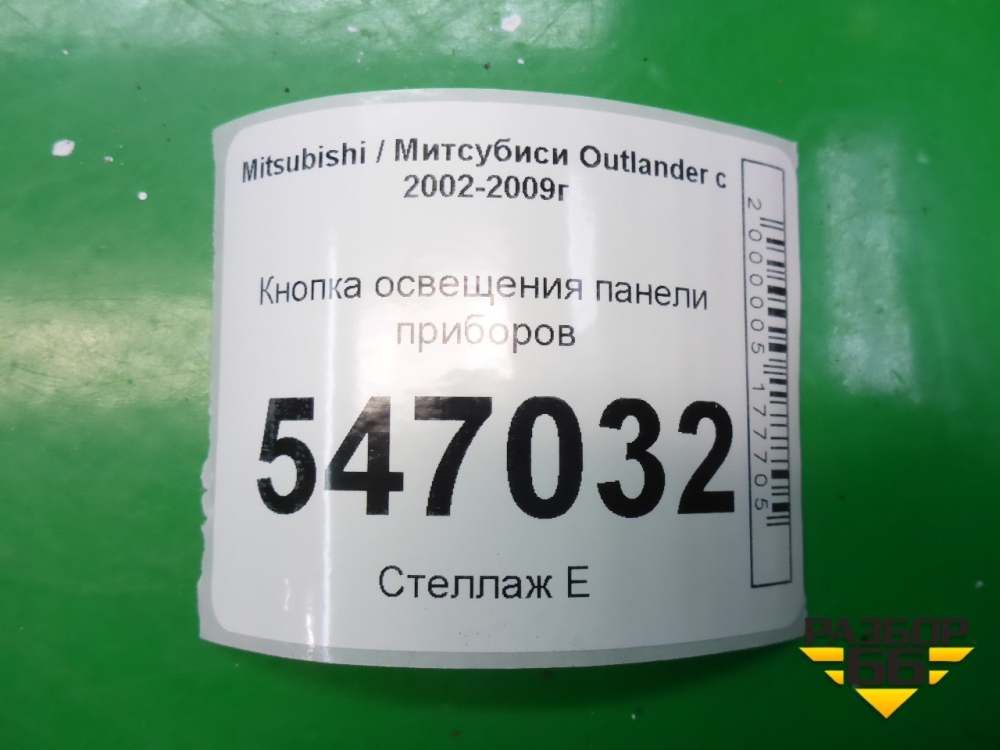 Mitsubishi / Митсубиси Outlander с
2002-2009г
Кнопка освещения панели
приборов
547032
Стеллаж Е
2000005177705
РАЗБОР
66